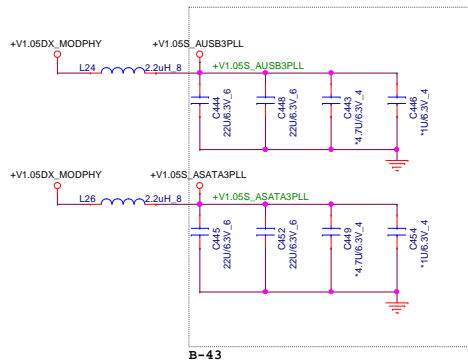 +V1.05DX_MODPHY
+V1.05S_AUSB3PLL
L24
2.2uH_8
+V1.05S_AUSB3PLL
C444
22U/6.3V_6
C448
22U/6.3V_6
C443
*4.7U/6.3V_4
C446
*1U/6.3V_4
+V1.05DX_MODPHY
+V1.05S_ASATA3PLL
L26
2.2uH_8
+V1.05S_ASATA3PLL
C445
22U/6.3V_6
C452
22U/6.3V_6
C449
*4.7U/6.3V_4
C454
*1U/6.3V_4
B-43